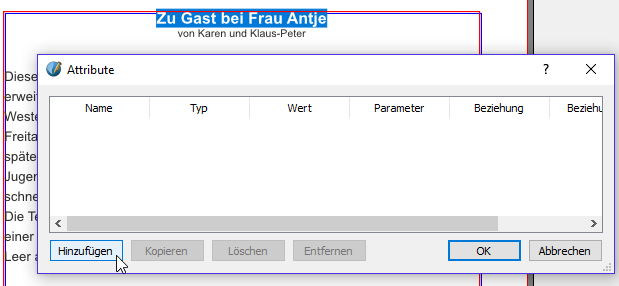 Zu Gast bei Frau Antje
von Karen und Klaus-Peter
Attribute
Name Typ Wert Parameter Beziehung Beziehu
Diese
erweit
Weste
Freita
späte
Jugen
schne
Die Te
einer
Leer a
Hinzufügen Kopieren Löschen Entfernen OK Abbrechen